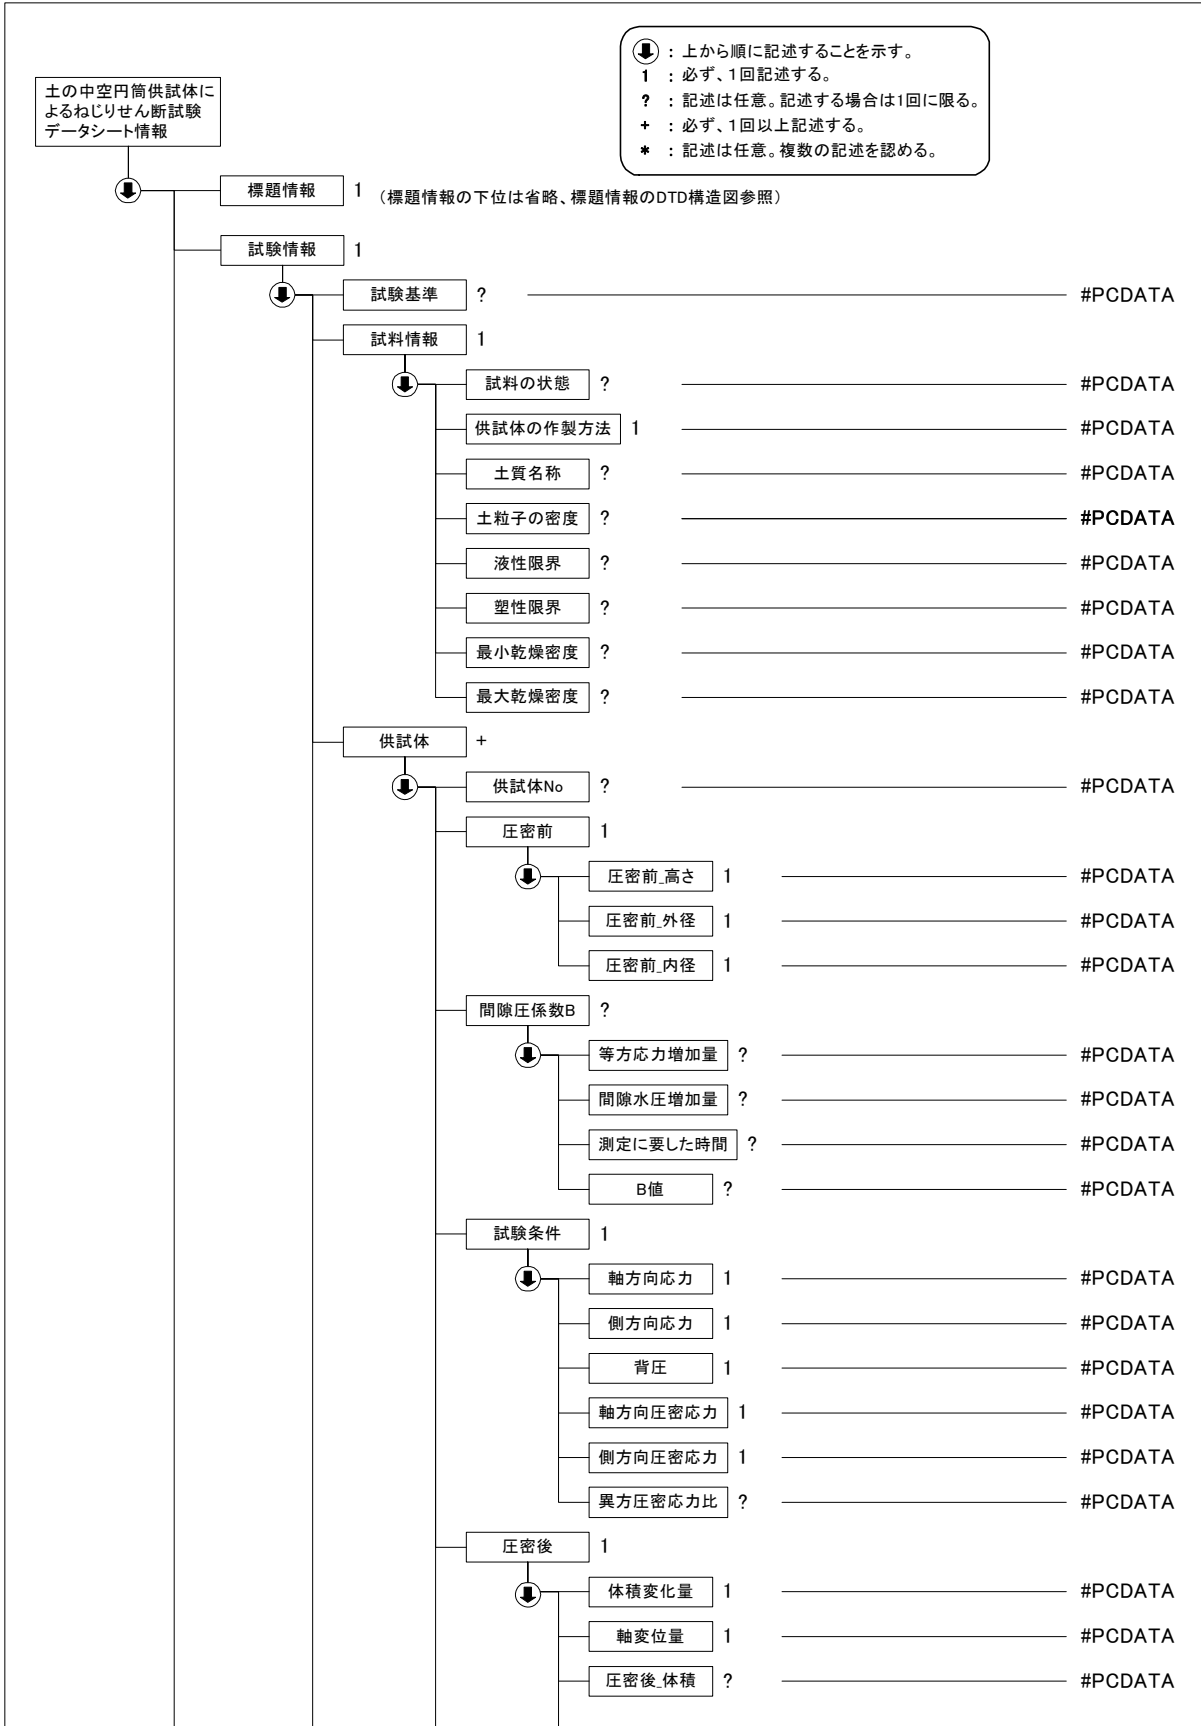 ：上から順に記述することを示す。
1 ：必ず、1回記述する。
? ：記述は任意。記述する場合は1回に限る。
+ ：必ず、1回以上記述する。
* ：記述は任意。複数の記述を認める。
土の中空円筒供試体に
よるねじりせん断試験
データシート情報
標題情報 1 （標題情報の下位は省略、標題情報のDTD構造図参照）
試験情報 1
試験基準 ? #PCDATA
試料情報 1
試料の状態 ? #PCDATA
供試体の作製方法 1 #PCDATA
土質名称 ? #PCDATA
土粒子の密度 ? #PCDATA
液性限界 ? #PCDATA
塑性限界 ? #PCDATA
最小乾燥密度 ? #PCDATA
最大乾燥密度 ? #PCDATA
供試体 +
供試体No ? #PCDATA
圧密前 1
圧密前_高さ 1 #PCDATA
圧密前_外径 1 #PCDATA
圧密前_内径 1 #PCDATA
間隙圧係数B ?
等方応力増加量 ? #PCDATA
間隙水圧増加量 ? #PCDATA
測定に要した時間 ? #PCDATA
B値 ? #PCDATA
試験条件 1
軸方向応力 1 #PCDATA
側方向応力 1 #PCDATA
背圧 1 #PCDATA
軸方向圧密応力 1 #PCDATA
側方向圧密応力 1 #PCDATA
異方圧密応力比 ? #PCDATA
圧密後 1
体積変化量 1 #PCDATA
軸変位量 1 #PCDATA
圧密後_体積 ? #PCDATA